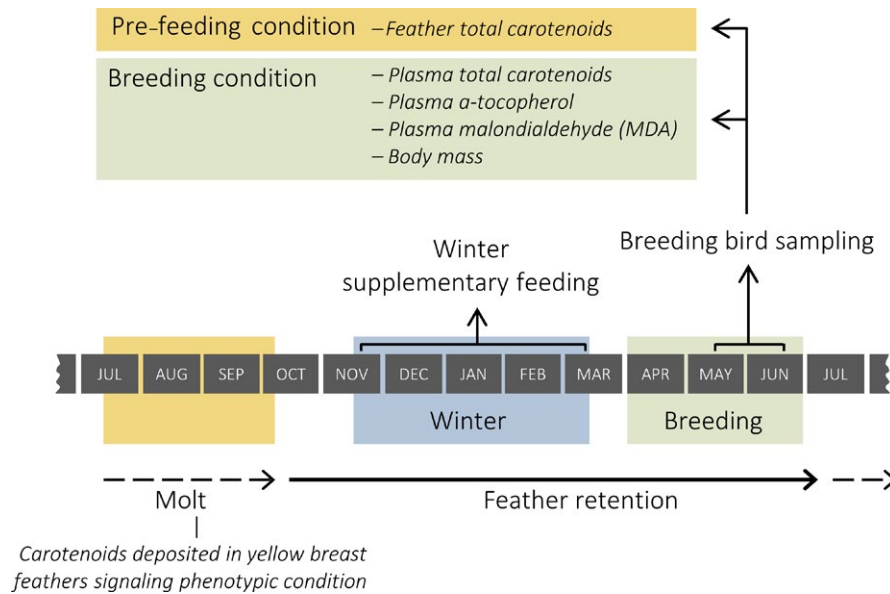 Pre-feeding condition – Feather total carotenoids
Breeding condition – Plasma total carotenoids
– Plasma a-tocopherol
– Plasma malondialdehyde (MDA)
– Body mass
Winter
supplementary feeding
Breeding bird sampling
JUL AUG SEP OCT NOV DEC JAN FEB MAR APR MAY JUN JUL
Winter Breeding
Molt Feather retention
Carotenoids deposited in yellow breast
feathers signaling phenotypic condition